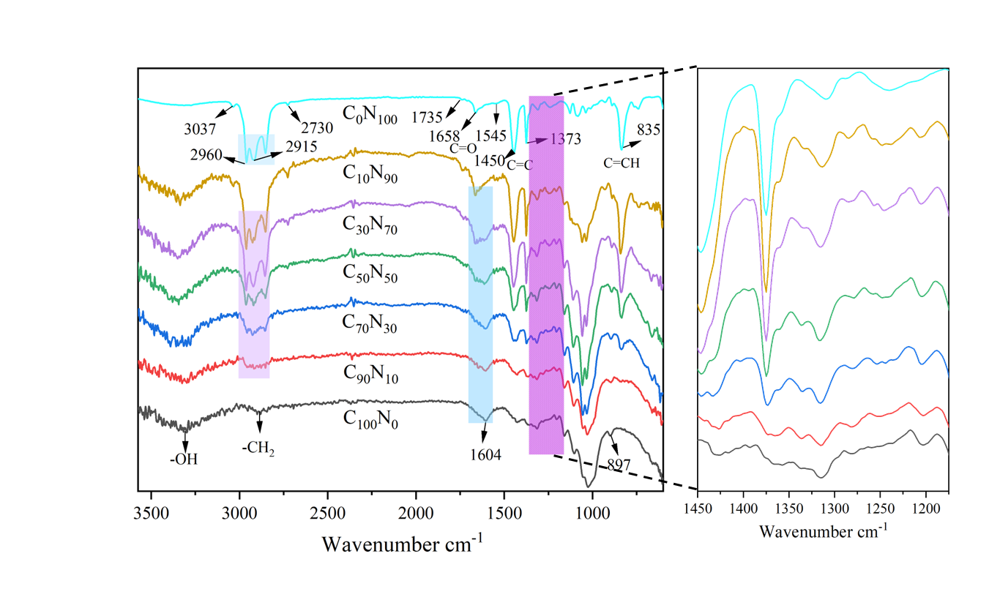 C₀N₁₀₀
3037
2730
2960
2915
1735
1658
C=O
1545
1450
C=C
1373
835
C=CH
C₁₀N₉₀
C₃₀N₇₀
C₅₀N₅₀
C₇₀N₃₀
C₉₀N₁₀
C₁₀₀N₀
-OH
-CH₂
1604
897
3500 3000 2500 2000 1500 1000
Wavenumber cm⁻¹
1450 1400 1350 1300 1250 1200
Wavenumber cm⁻¹